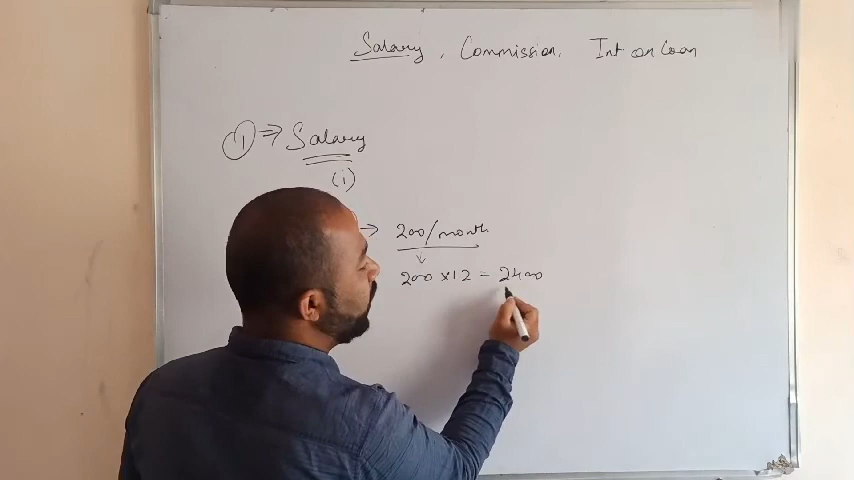 Salary, Commission, Int on Loan
1 ⇒ Salary
(i)
→ 200/month
↓
200 × 12 = 2400